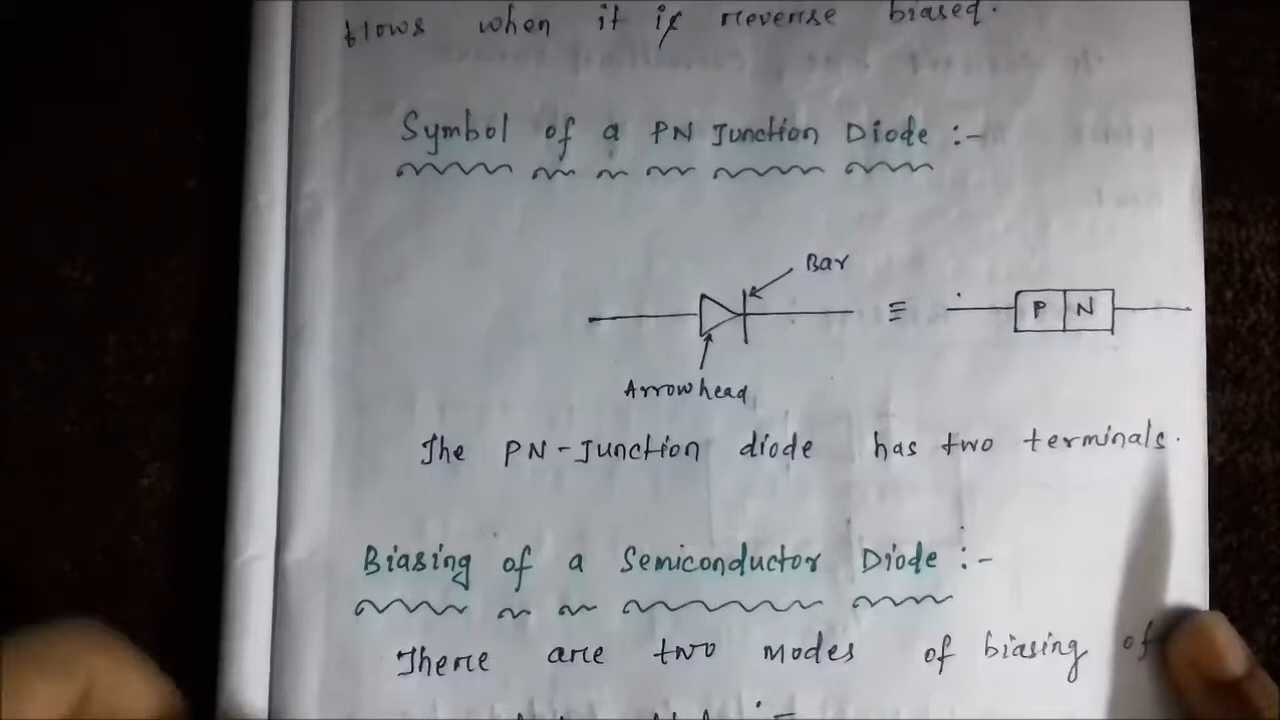 flows when it is reverse biased.
Symbol of a PN Junction Diode :-
Bar
≡ P N
Arrowhead
The PN-Junction diode has two terminals.
Biasing of a Semiconductor Diode :-
There are two modes of biasing of